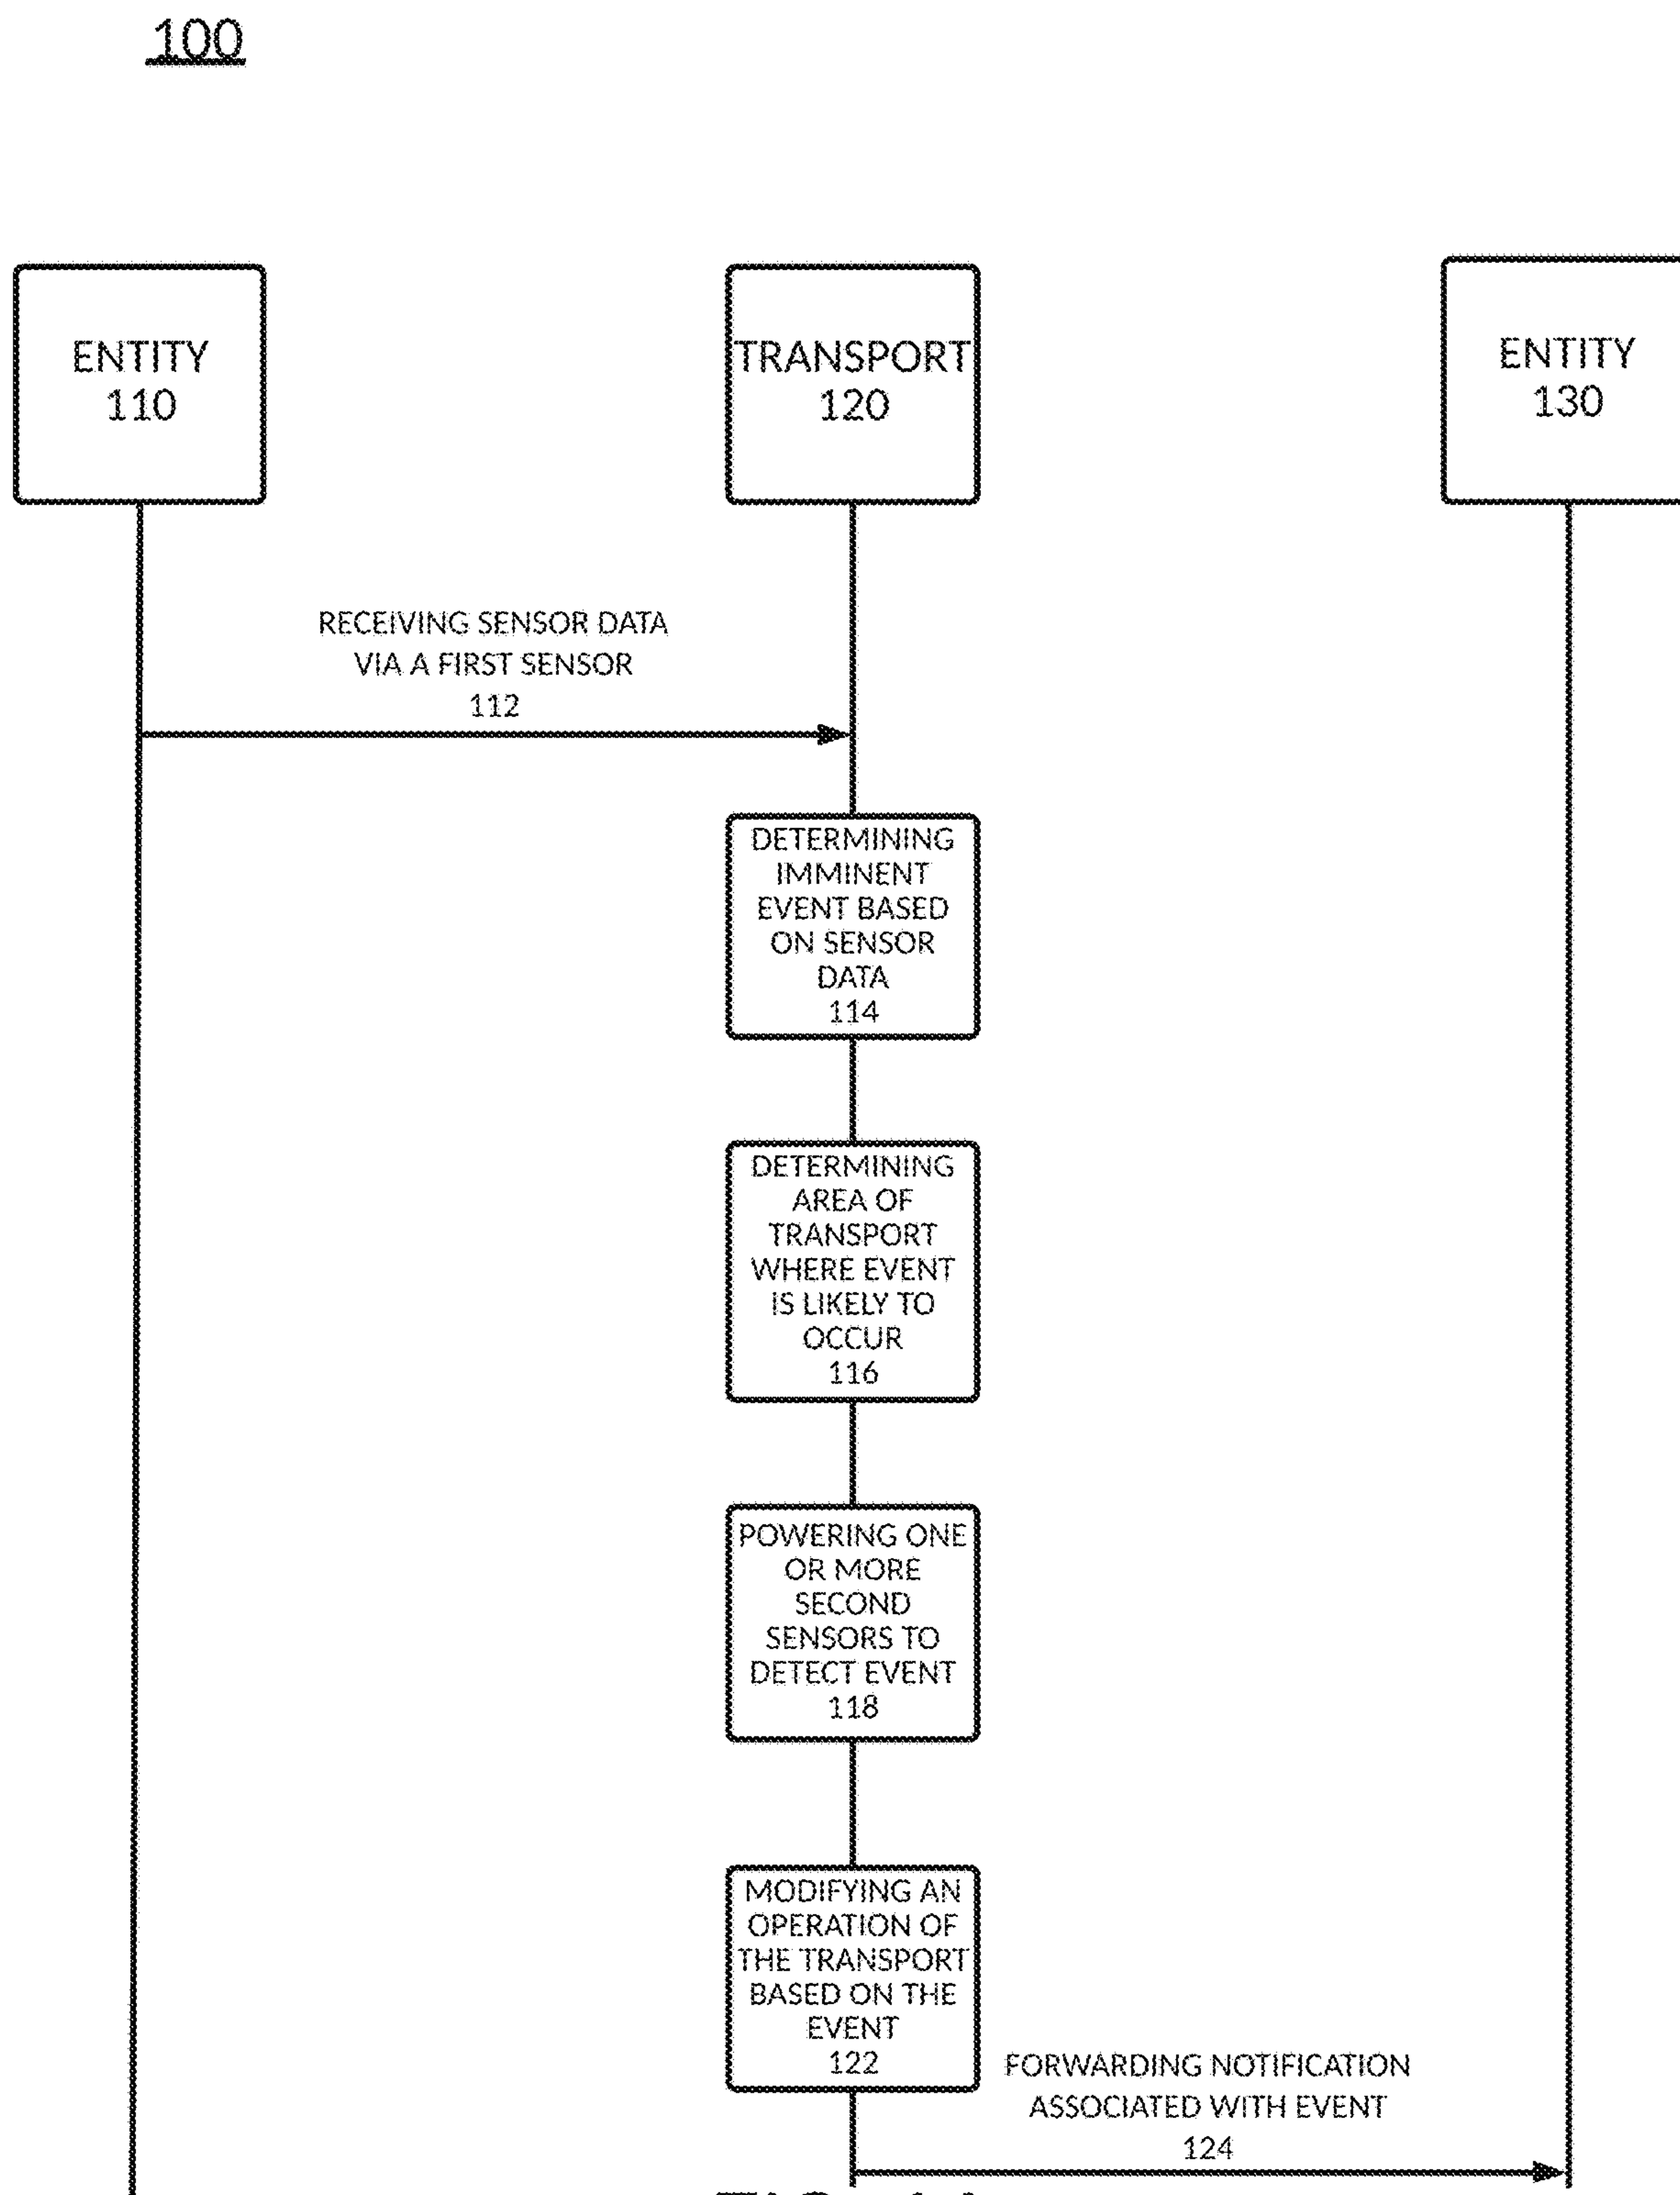 100
ENTITY
110
TRANSPORT
120
ENTITY
130
RECEIVING SENSOR DATA
VIA A FIRST SENSOR
112
DETERMINING
IMMINENT
EVENT BASED
ON SENSOR
DATA
114
DETERMINING
AREA OF
TRANSPORT
WHERE EVENT
IS LIKELY TO
OCCUR
116
POWERING ONE
OR MORE
SECOND
SENSORS TO
DETECT EVENT
118
MODIFYING AN
OPERATION OF
THE TRANSPORT
BASED ON THE
EVENT
122
FORWARDING NOTIFICATION
ASSOCIATED WITH EVENT
124